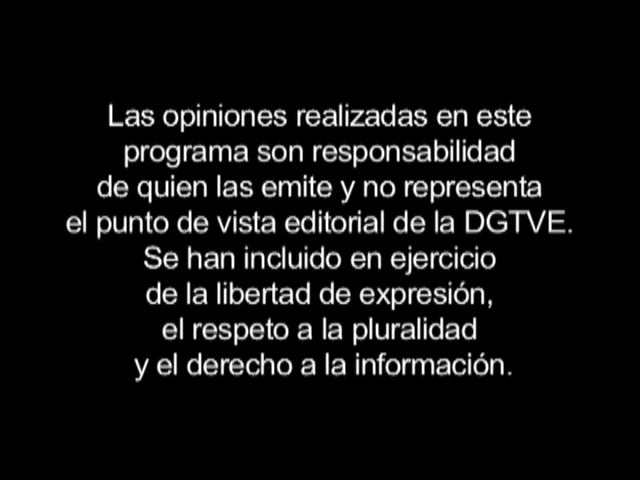 Las opiniones realizadas en este
programa son responsabilidad
de quien las emite y no representa
el punto de vista editorial de la DGTVE.
Se han incluido en ejercicio
de la libertad de expresión,
el respeto a la pluralidad
y el derecho a la información.